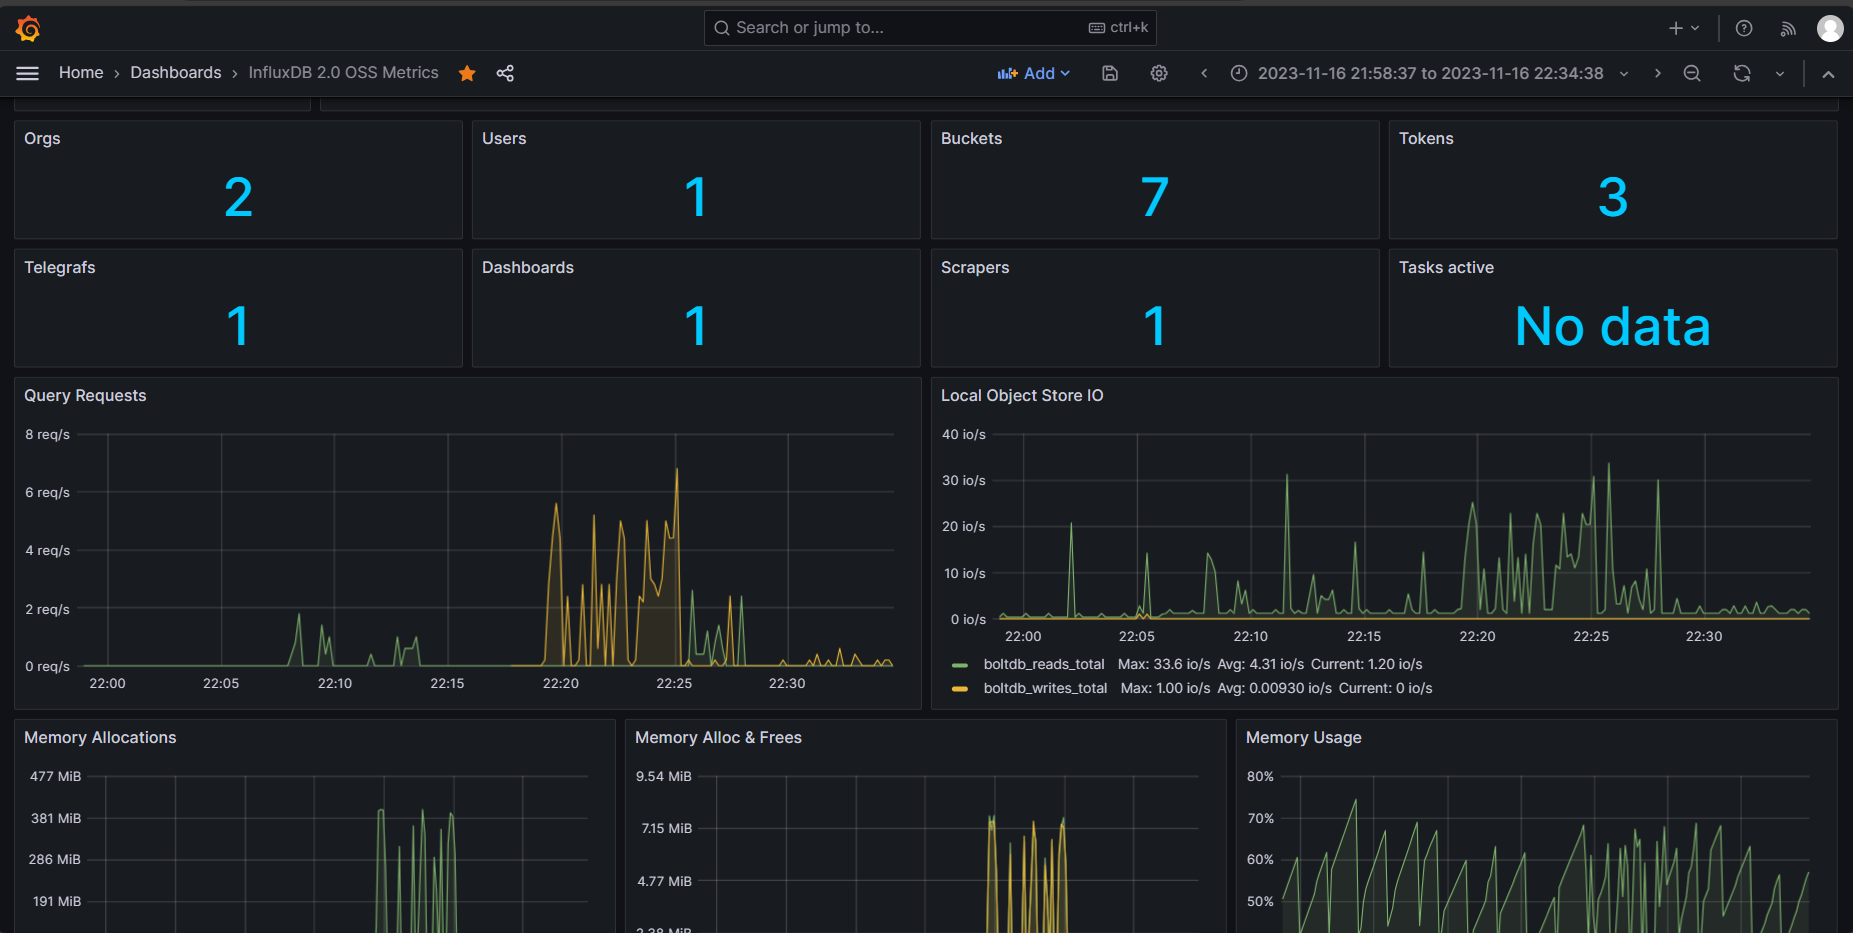 Search or jump to... ctrl+k
Home › Dashboards › InfluxDB 2.0 OSS Metrics Add 2023-11-16 21:58:37 to 2023-11-16 22:34:38
Orgs Users Buckets Tokens
2 1 7 3
Telegrafs Dashboards Scrapers Tasks active
1 1 1 No data
Query Requests
8 req/s
6 req/s
4 req/s
2 req/s
0 req/s
22:00 22:05 22:10 22:15 22:20 22:25 22:30
Local Object Store IO
40 io/s
30 io/s
20 io/s
10 io/s
0 io/s
22:00 22:05 22:10 22:15 22:20 22:25 22:30
boltdb_reads_total Max: 33.6 io/s Avg: 4.31 io/s Current: 1.20 io/s
boltdb_writes_total Max: 1.00 io/s Avg: 0.00930 io/s Current: 0 io/s
Memory Allocations
477 MiB
381 MiB
286 MiB
191 MiB
Memory Alloc & Frees
9.54 MiB
7.15 MiB
4.77 MiB
2.38 MiB
Memory Usage
80%
70%
60%
50%